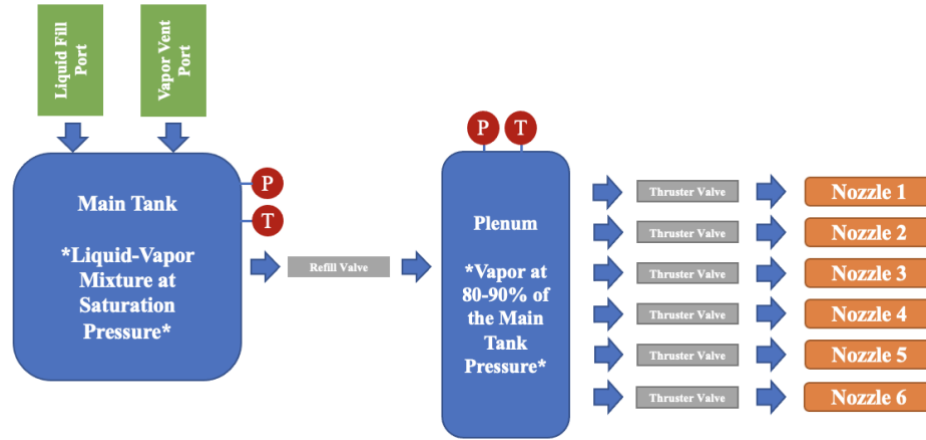 Liquid Fill
Port
Vapor Vent
Port
P
T
Main Tank
*Liquid-Vapor
Mixture at
Saturation
Pressure*
Refill Valve
P
T
Plenum
*Vapor at
80-90% of
the Main
Tank
Pressure*
Thruster Valve
Nozzle 1
Thruster Valve
Nozzle 2
Thruster Valve
Nozzle 3
Thruster Valve
Nozzle 4
Thruster Valve
Nozzle 5
Thruster Valve
Nozzle 6